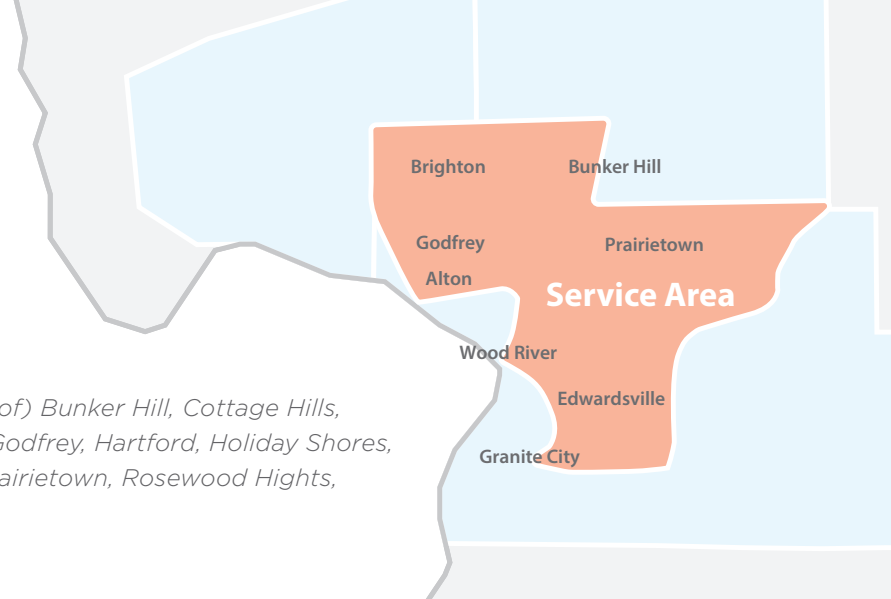 Brighton
Bunker Hill
Godfrey
Prairietown
Alton
Service Area
Wood River
Edwardsville
Granite City
of) Bunker Hill, Cottage Hills,
Godfrey, Hartford, Holiday Shores,
airietown, Rosewood Hights,